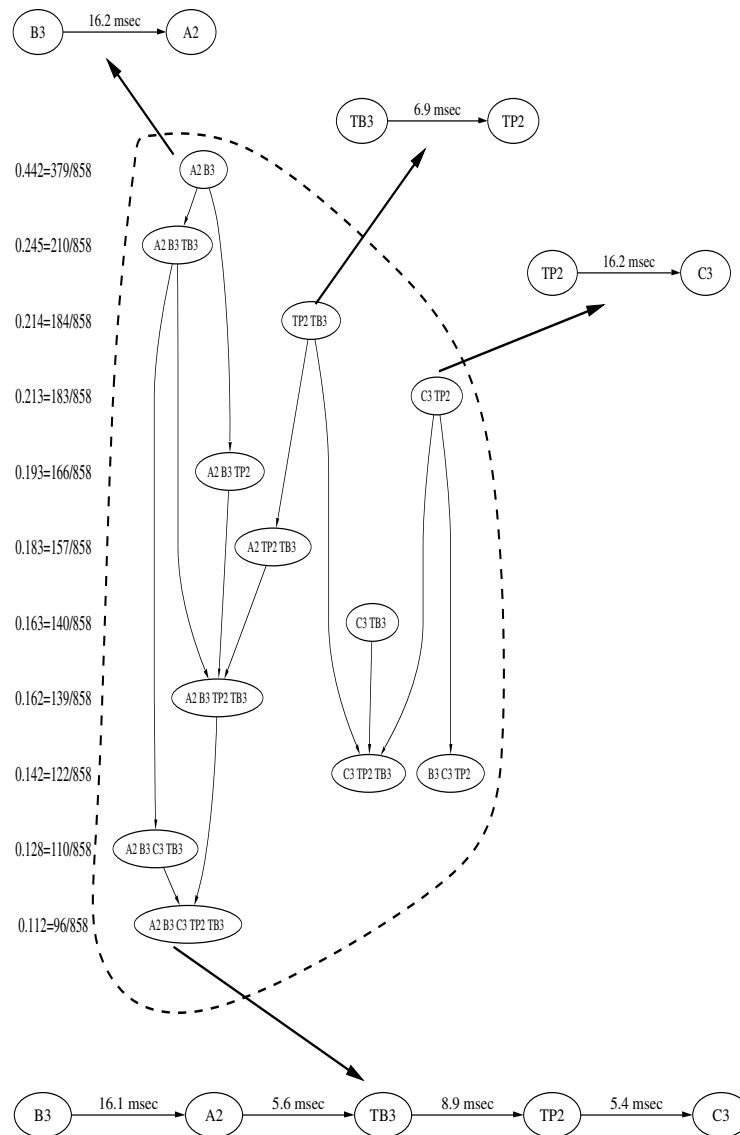 B3 16.2 msec A2
TB3 6.9 msec TP2
0.442=379/858 A2 B3
0.245=210/858 A2 B3 TB3
TP2 16.2 msec C3
0.214=184/858 TP2 TB3
0.213=183/858 C3 TP2
0.193=166/858 A2 B3 TP2
0.183=157/858 A2 TP2 TB3
0.163=140/858 C3 TB3
0.162=139/858 A2 B3 TP2 TB3
0.142=122/858 C3 TP2 TB3 B3 C3 TP2
0.128=110/858 A2 B3 C3 TB3
0.112=96/858 A2 B3 C3 TP2 TB3
B3 16.1 msec A2 5.6 msec TB3 8.9 msec TP2 5.4 msec C3